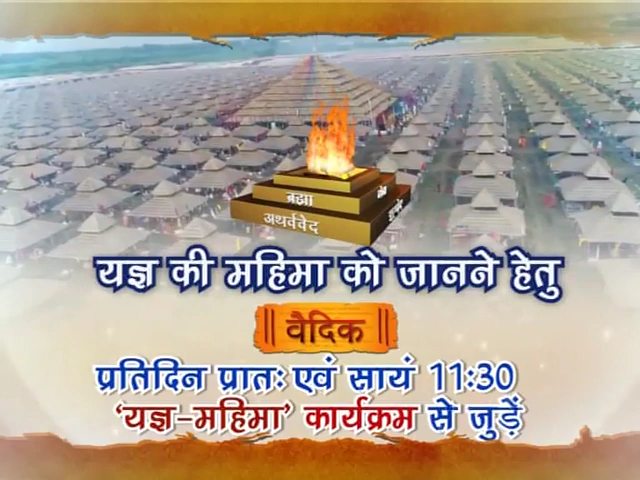 ब्रह्मा
अथर्ववेद
यज्ञ की महिमा को जानने हेतु
॥ वैदिक ॥
प्रतिदिन प्रातः एवं सायं 11:30
‘यज्ञ-महिमा’ कार्यक्रम से जुड़ें